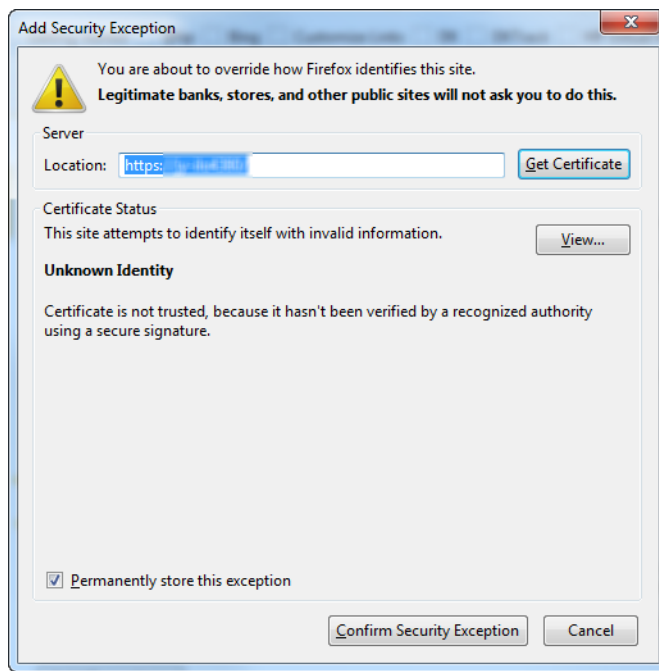 Add Security Exception
You are about to override how Firefox identifies this site.
Legitimate banks, stores, and other public sites will not ask you to do this.
Server
Location: https: Get Certificate
Certificate Status
This site attempts to identify itself with invalid information.
View...
Unknown Identity
Certificate is not trusted, because it hasn't been verified by a recognized authority
using a secure signature.
Permanently store this exception
Confirm Security Exception Cancel